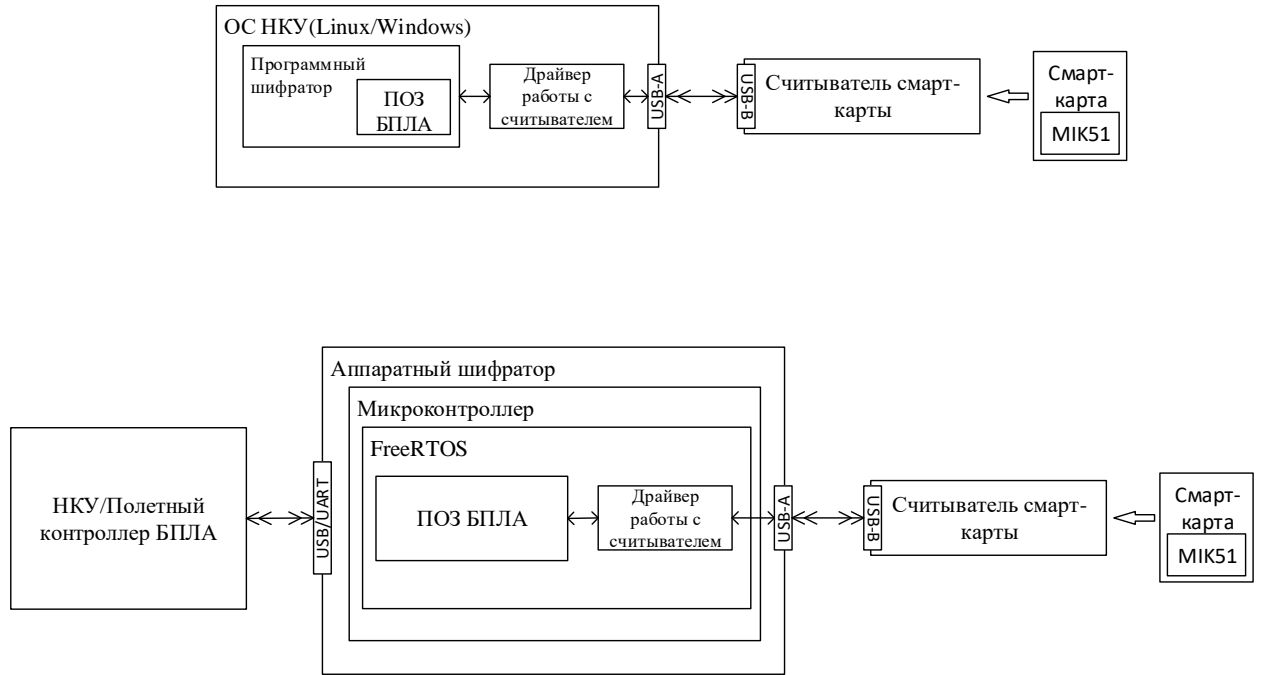 ОС НКУ(Linux/Windows)
Программный
шифратор
ПОЗ
БПЛА
Драйвер
работы с
считывателем
USB-A
USB-B
Считыватель смарт-
карты
Смарт-
карта
MIK51
Аппаратный шифратор
Микроконтроллер
FreeRTOS
НКУ/Полетный
контроллер БПЛА
USB/UART
ПОЗ БПЛА
Драйвер
работы с
считывателем
USB-A
USB-B
Считыватель смарт-
карты
Смарт-
карта
MIK51